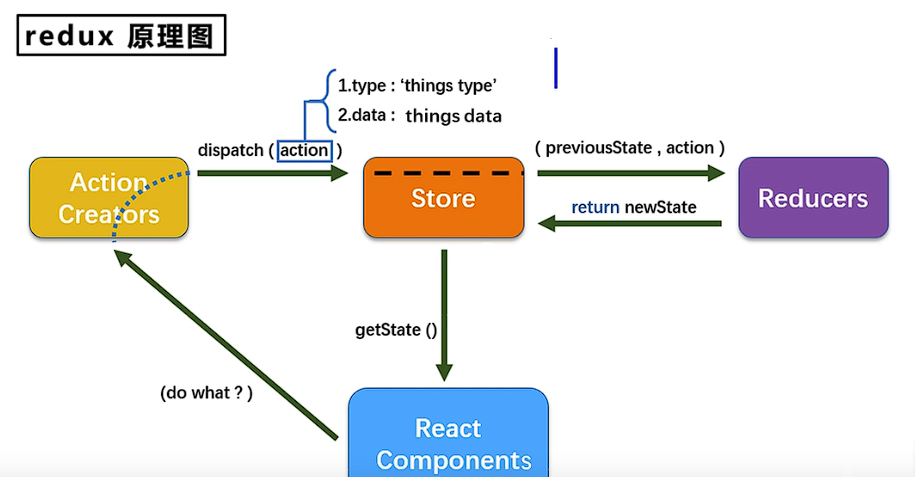 redux 原理图
1.type : ‘things type’
2.data : things data
dispatch ( action )
( previousState , action )
Action
Creators
Store
Reducers
return newState
getState ()
(do what ? )
React
Components